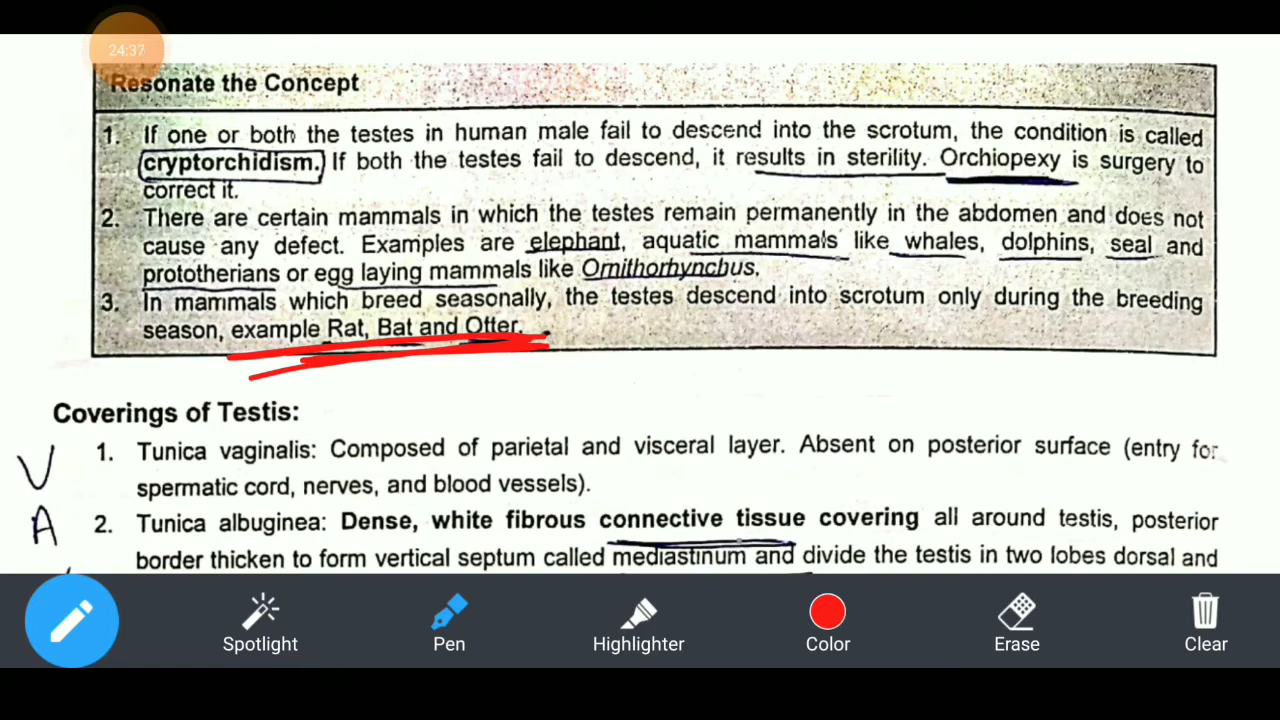 24:37
Resonate the Concept
1. If one or both the testes in human male fail to descend into the scrotum, the condition is called
cryptorchidism. If both the testes fail to descend, it results in sterility. Orchiopexy is surgery to
correct it.
2. There are certain mammals in which the testes remain permanently in the abdomen and does not
cause any defect. Examples are elephant, aquatic mammals like whales, dolphins, seal and
prototherians or egg laying mammals like Ornithorhynchus.
3. In mammals which breed seasonally, the testes descend into scrotum only during the breeding
season, example Rat, Bat and Otter.
Coverings of Testis:
V 1. Tunica vaginalis: Composed of parietal and visceral layer. Absent on posterior surface (entry for
spermatic cord, nerves, and blood vessels).
A 2. Tunica albuginea: Dense, white fibrous connective tissue covering all around testis, posterior
border thicken to form vertical septum called mediastinum and divide the testis in two lobes dorsal and
Spotlight Pen Highlighter Color Erase Clear